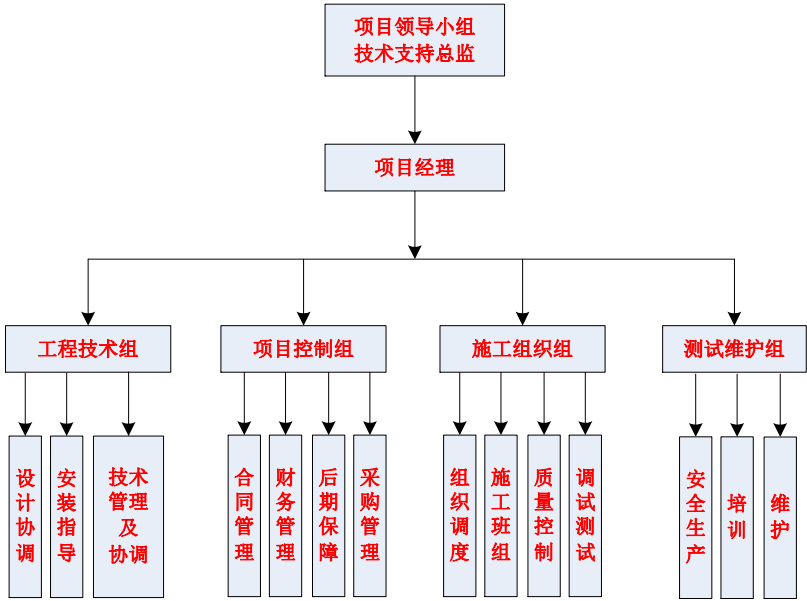 项目领导小组
技术支持总监
项目经理
工程技术组
项目控制组
施工组织组
测试维护组
设计协调
安装指导
技术
管理
及
协调
合同管理
财务管理
后期保障
采购管理
组织调度
施工班组
质量控制
调试测试
安全生产
培训
维护